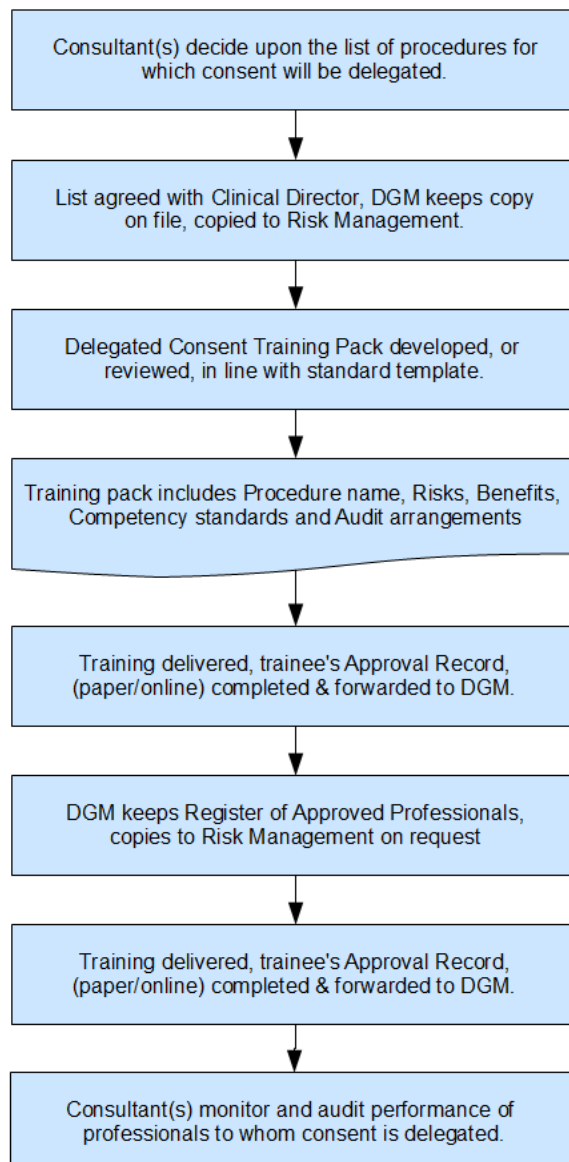 Consultant(s) decide upon the list of procedures for
which consent will be delegated.
List agreed with Clinical Director, DGM keeps copy
on file, copied to Risk Management.
Delegated Consent Training Pack developed, or
reviewed, in line with standard template.
Training pack includes Procedure name, Risks, Benefits,
Competency standards and Audit arrangements
Training delivered, trainee's Approval Record,
(paper/online) completed & forwarded to DGM.
DGM keeps Register of Approved Professionals,
copies to Risk Management on request
Training delivered, trainee's Approval Record,
(paper/online) completed & forwarded to DGM.
Consultant(s) monitor and audit performance of
professionals to whom consent is delegated.